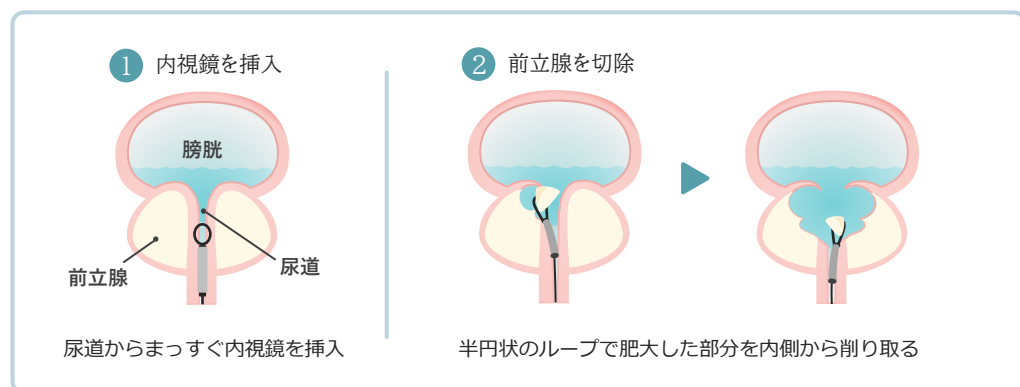 1 内視鏡を挿入
膀胱
前立腺
尿道
尿道からまっすぐ内視鏡を挿入
2 前立腺を切除
半円状のループで肥大した部分を内側から削り取る